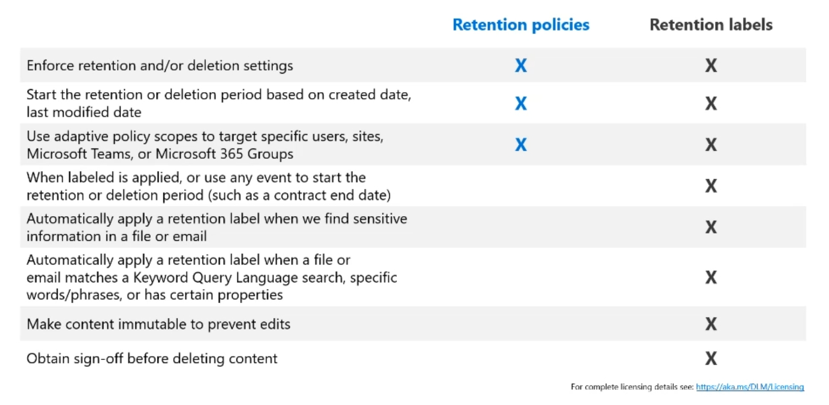 Retention policies Retention labels
Enforce retention and/or deletion settings X X
Start the retention or deletion period based on created date,
last modified date X X
Use adaptive policy scopes to target specific users, sites,
Microsoft Teams, or Microsoft 365 Groups X X
When labeled is applied, or use any event to start the
retention or deletion period (such as a contract end date) X
Automatically apply a retention label when we find sensitive
information in a file or email X
Automatically apply a retention label when a file or
email matches a Keyword Query Language search, specific
words/phrases, or has certain properties X
Make content immutable to prevent edits X
Obtain sign-off before deleting content X
For complete licensing details see: https://aka.ms/DLM/Licensing